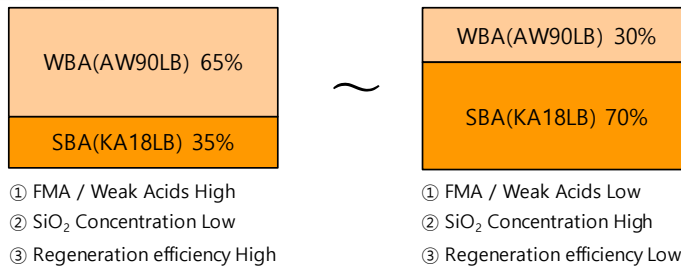 WBA(AW90LB) 65%
SBA(KA18LB) 35%
① FMA / Weak Acids High
② SiO₂ Concentration Low
③ Regeneration efficiency High
～
WBA(AW90LB) 30%
SBA(KA18LB) 70%
① FMA / Weak Acids Low
② SiO₂ Concentration High
③ Regeneration efficiency Low